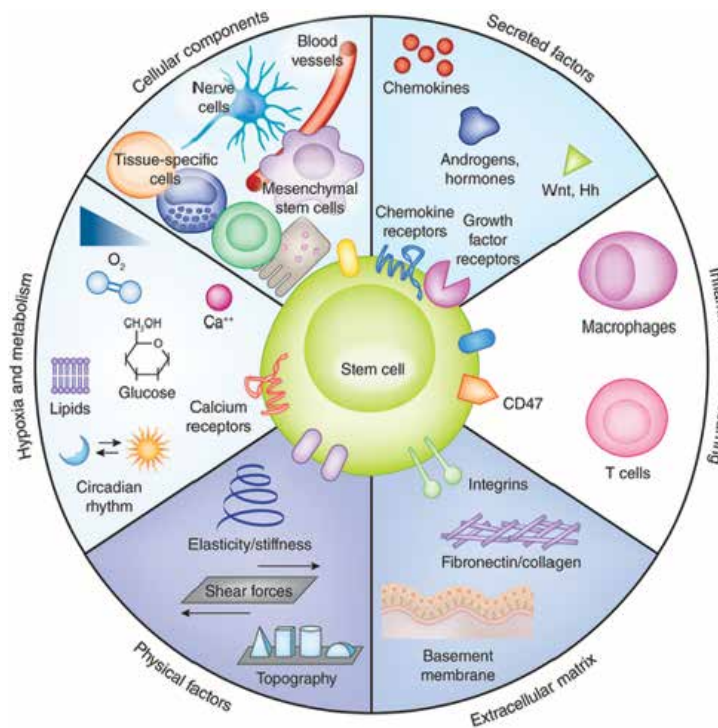 Cellular components
Blood
vessels
Nerve
cells
Tissue-specific
cells
Mesenchymal
stem cells
Secreted factors
Chemokines
Androgens,
hormones
Wnt, Hh
Chemokine
receptors
Growth
factor
receptors
Macrophages
T cells
CD47
Stem cell
Hypoxia and metabolism
O2
Ca++
CH2OH
O
Glucose
Lipids
Calcium
receptors
Circadian
rhythm
Physical factors
Elasticity/stiffness
Shear forces
Topography
Extracellular matrix
Integrins
Fibronectin/collagen
Basement
membrane